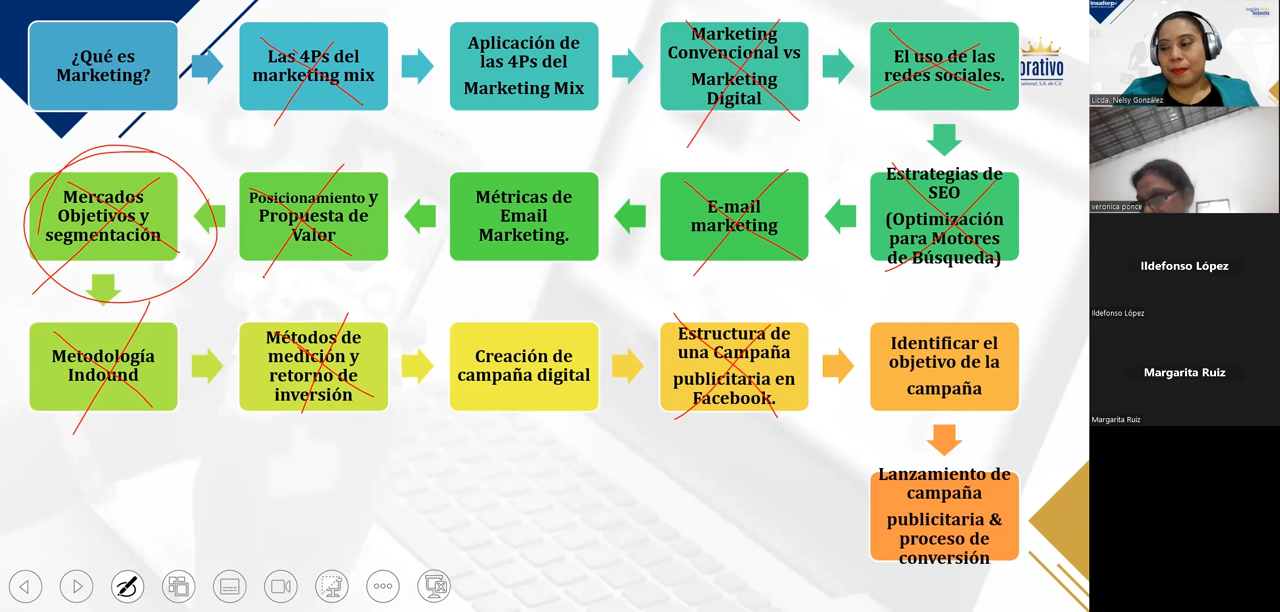 ¿Qué es
Marketing?
Las 4Ps del
marketing mix
Aplicación de
las 4Ps del
Marketing Mix
Marketing
Convencional vs
Marketing
Digital
El uso de las
redes sociales.
Estrategias de
SEO
(Optimización
para Motores
de Búsqueda)
E-mail
marketing
Métricas de
Email
Marketing.
Posicionamiento y
Propuesta de
Valor
Mercados
Objetivos y
segmentación
Metodología
Indound
Métodos de
medición y
retorno de
inversión
Creación de
campaña digital
Estructura de
una Campaña
publicitaria en
Facebook.
Identificar el
objetivo de la
campaña
Lanzamiento de
campaña
publicitaria &
proceso de
conversión
orativo
Insaforp
Licda. Nelsy González
veronica ponce
Ildefonso López
Ildefonso López
Margarita Ruiz
Margarita Ruiz